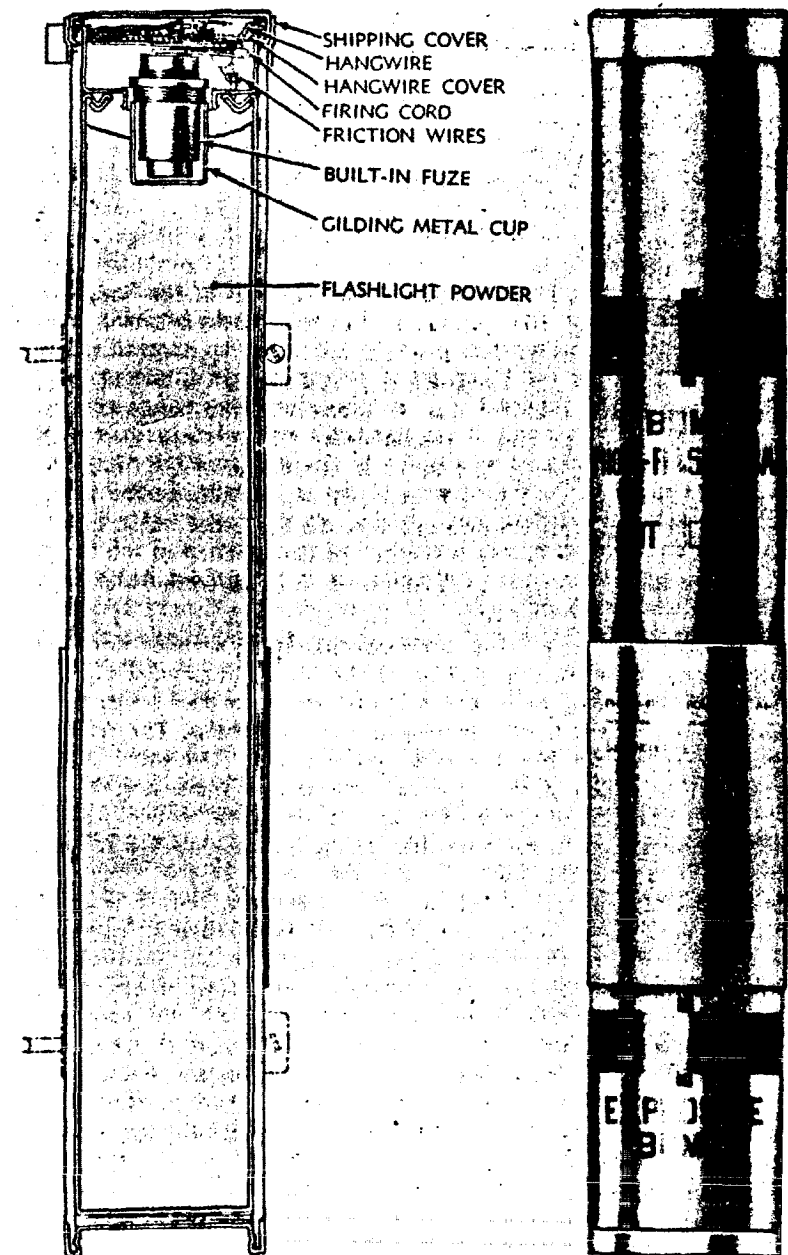 SHIPPING COVER
HANGWIRE
HANGWIRE COVER
FIRING CORD
FRICTION WIRES
BUILT-IN FUZE
GILDING METAL CUP
FLASHLIGHT POWDER